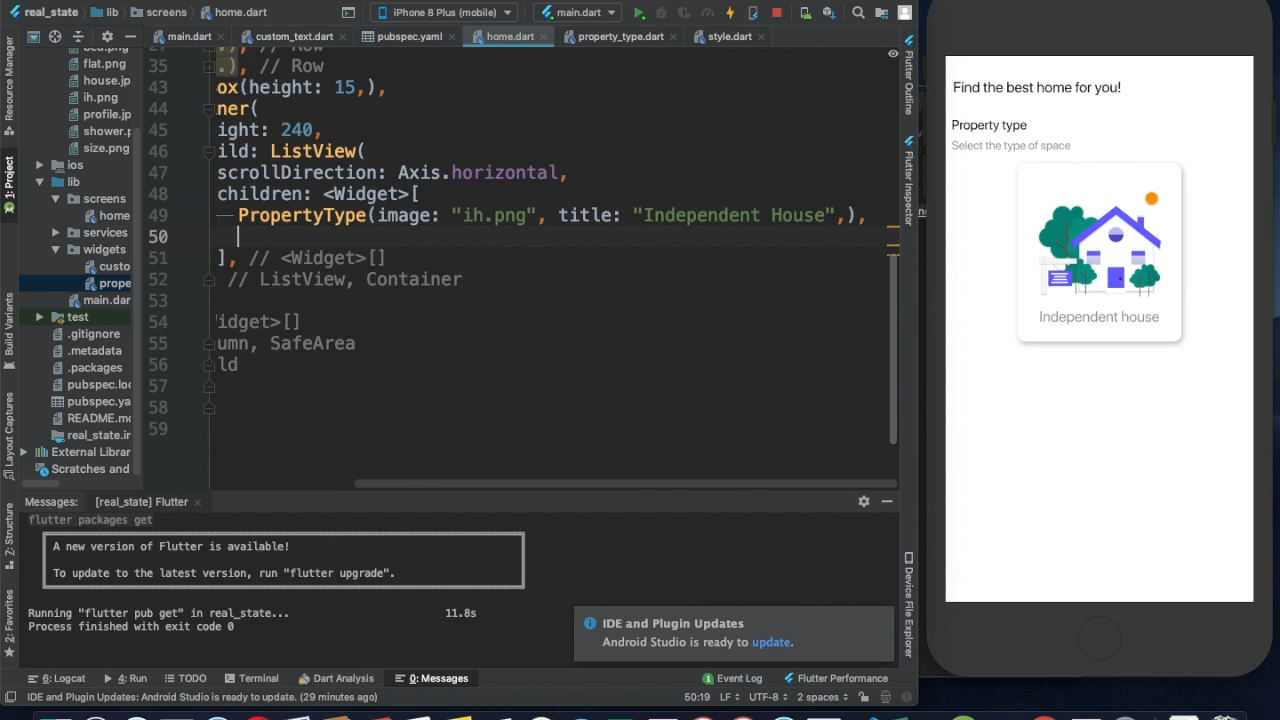 real_state
lib
screens
home.dart
iPhone 8 Plus (mobile)
main.dart
main.dart
custom_text.dart
pubspec.yaml
home.dart
property_type.dart
style.dart
Resource Manager
1: Project
Build Variants
Layout Captures
Z: Structure
2: Favorites
flat.png
house.jp
ih.png
profile.jp
shower.p
size.png
ios
lib
screens
home
services
widgets
custo
prope
main.dar
test
.gitignore
.metadata
.packages
pubspec.loc
pubspec.ya
README.mc
real_state.ir
External Librar
Scratches and
35 .), // Row
43 ox(height: 15,),
44 ner(
45 ight: 240,
46 ild: ListView(
47 scrollDirection: Axis.horizontal,
48 children: <Widget>[
49 PropertyType(image: "ih.png", title: "Independent House",),
50
51 ], // <Widget>[]
52 // ListView, Container
53
54 idget>[]
55 umn, SafeArea
56 ld
57
58
59
Flutter Outline
Flutter Inspector
Device File Explorer
Messages: [real_state] Flutter
flutter packages get
A new version of Flutter is available!
To update to the latest version, run "flutter upgrade".
Running "flutter pub get" in real_state... 11.8s
Process finished with exit code 0
IDE and Plugin Updates
Android Studio is ready to update.
6: Logcat
4: Run
TODO
Terminal
Dart Analysis
0: Messages
1 Event Log
Flutter Performance
IDE and Plugin Updates: Android Studio is ready to update. (29 minutes ago)
50:19 LF UTF-8 2 spaces
Find the best home for you!
Property type
Select the type of space
Independent house